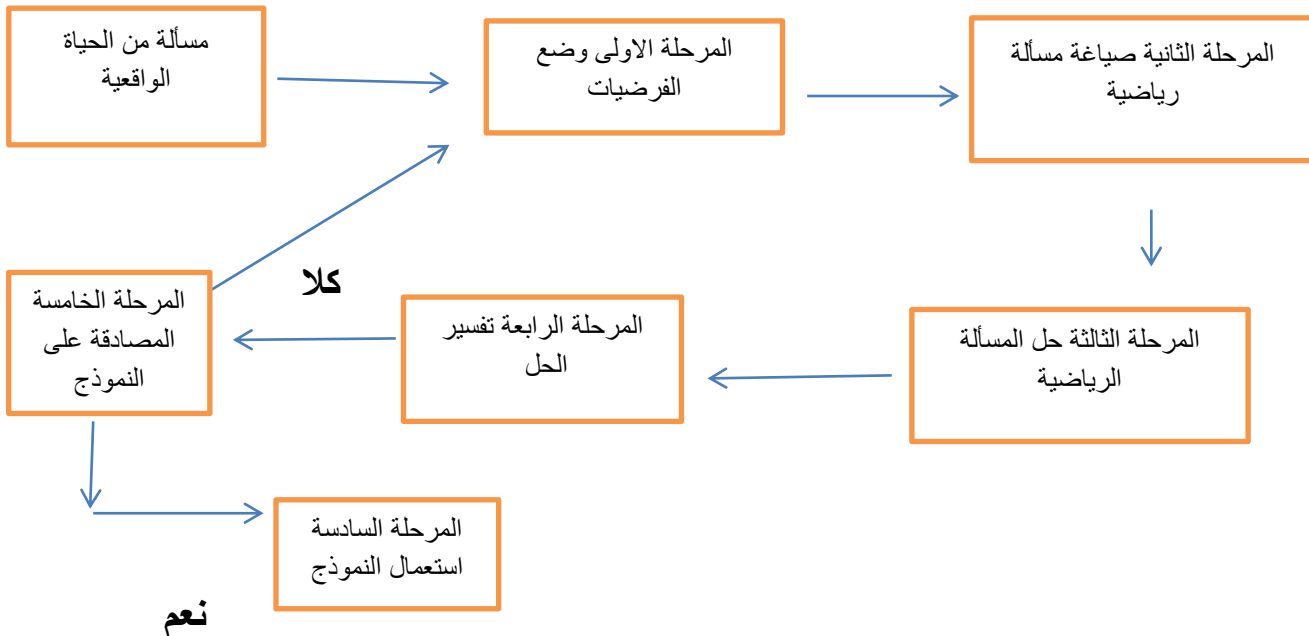 مسألة من الحياة
الواقعية
المرحلة الاولى وضع
الفرضيات
المرحلة الثانية صياغة مسألة
رياضية
المرحلة الثالثة حل المسألة
الرياضية
المرحلة الرابعة تفسير
الحل
كلا
المرحلة الخامسة
المصادقة على
النموذج
المرحلة السادسة
استعمال النموذج
نعم